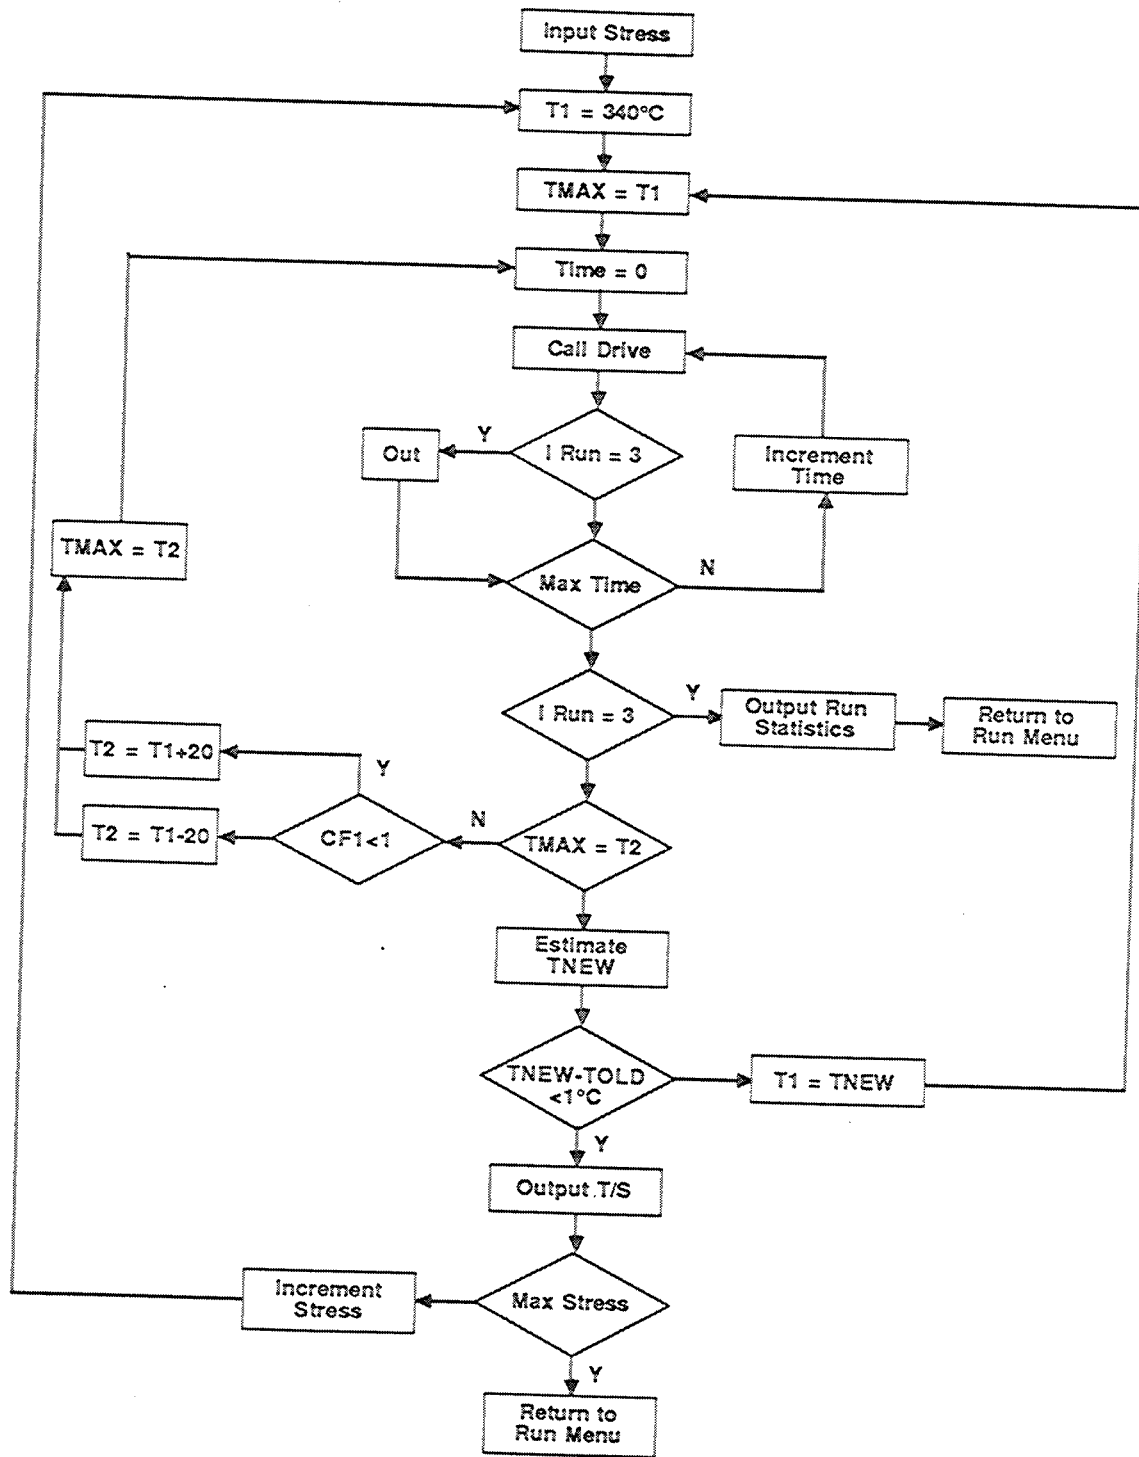 Input Stress
T1 = 340°C
TMAX = T1
Time = 0
Call Drive
Y
I Run = 3
Out
Increment
Time
TMAX = T2
Max Time
N
I Run = 3
Y
Output Run
Statistics
Return to
Run Menu
T2 = T1+20
Y
T2 = T1-20
CF1<1
N
TMAX = T2
Estimate
TNEW
TNEW-TOLD
<1°C
T1 = TNEW
Y
Output T/S
Increment
Stress
Max Stress
Y
Return to
Run Menu